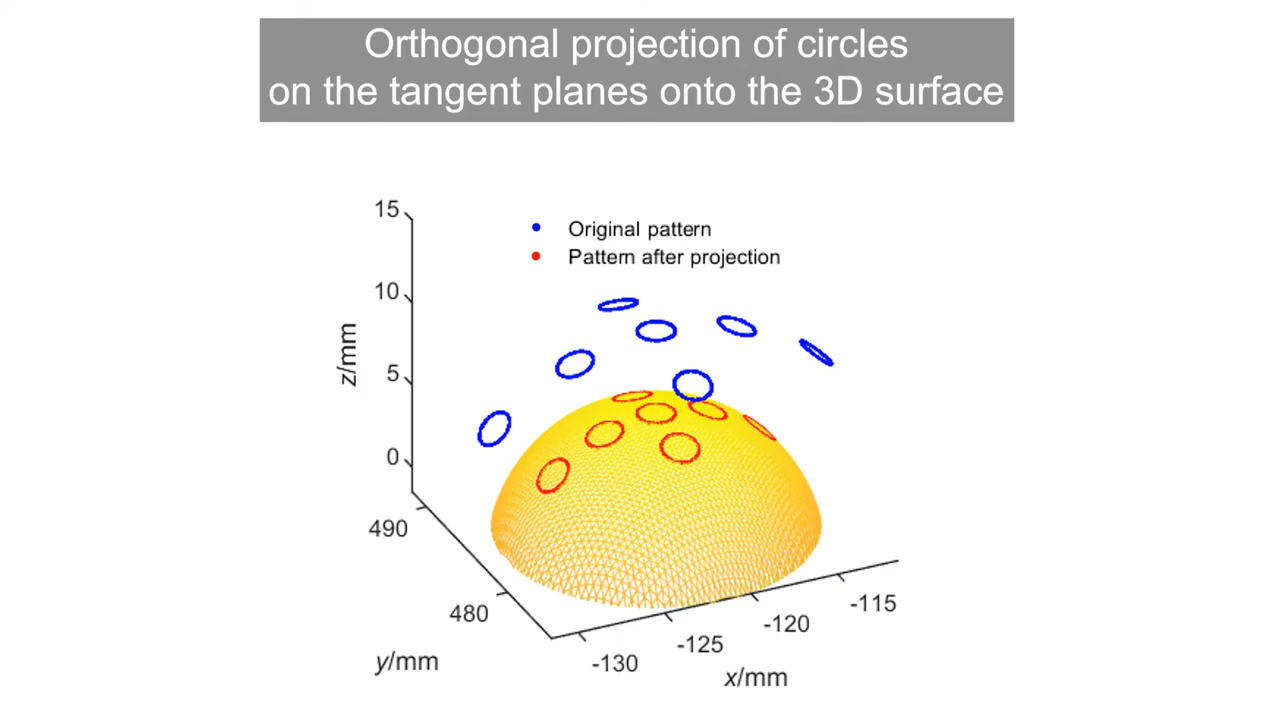 Orthogonal projection of circles
on the tangent planes onto the 3D surface
Original pattern
Pattern after projection
15
10
5
0
z/mm
490
480
y/mm
-130
-125
-120
-115
x/mm